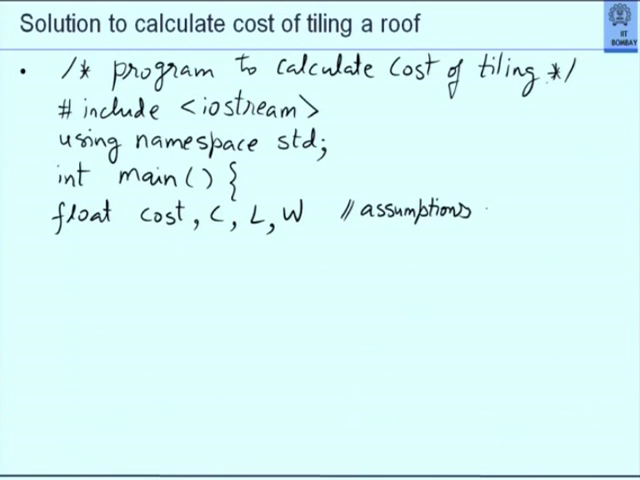 Solution to calculate cost of tiling a roof
IIT
BOMBAY
• /* program to calculate cost of tiling */
# include <iostream>
using namespace std;
int main() {
float cost, C, L, W // assumptions